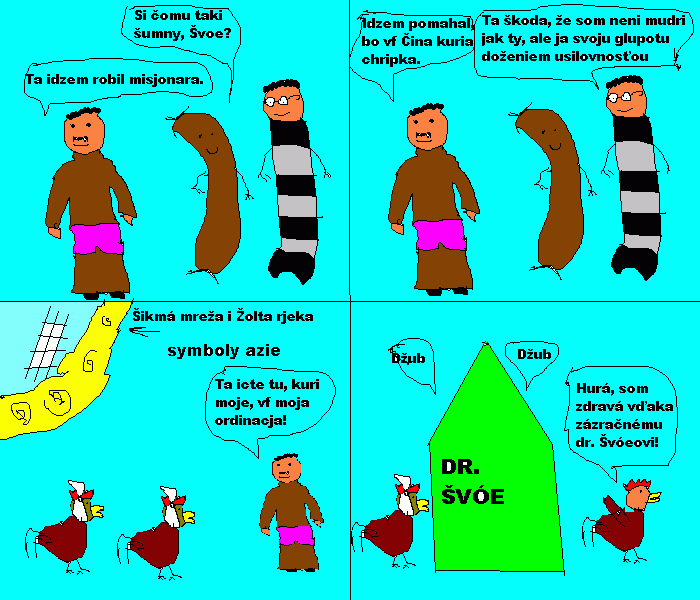 Si čomu taki
šumny, Švoe?
Ta idzem robil misjonara.
Idzem pomahal,
bo vf Čina kuria
chripka.
Ta škoda, že som neni mudri
jak ty, ale ja svoju glupotu
doženiem usilovnosťou
Šikmá mreža i Žolta rjeka
symboly azie
Ta icte tu, kuri
moje, vf moja
ordinacja!
Džub
Džub
Hurá, som
zdravá vďaka
zázračnému
dr. Švóeovi!
DR.
ŠVÓE